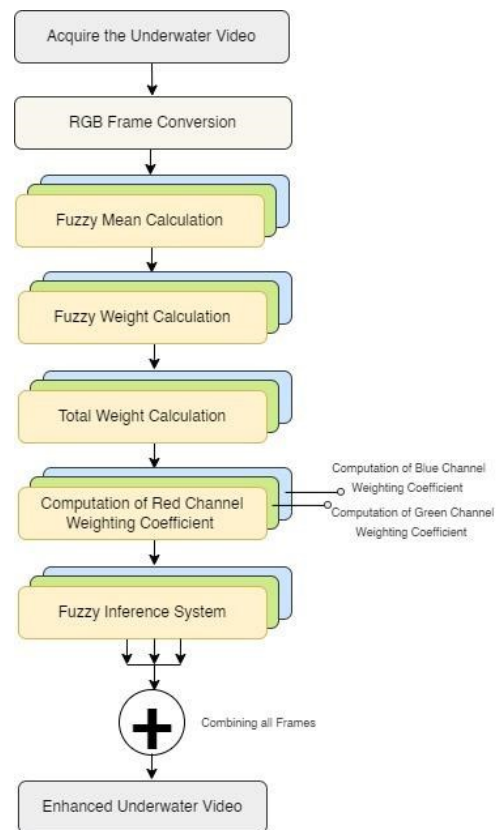 Acquire the Underwater Video
RGB Frame Conversion
Fuzzy Mean Calculation
Fuzzy Weight Calculation
Total Weight Calculation
Computation of Red Channel
Weighting Coefficient
Computation of Blue Channel
Weighting Coefficient
Computation of Green Channel
Weighting Coefficient
Fuzzy Inference System
Combining all Frames
Enhanced Underwater Video